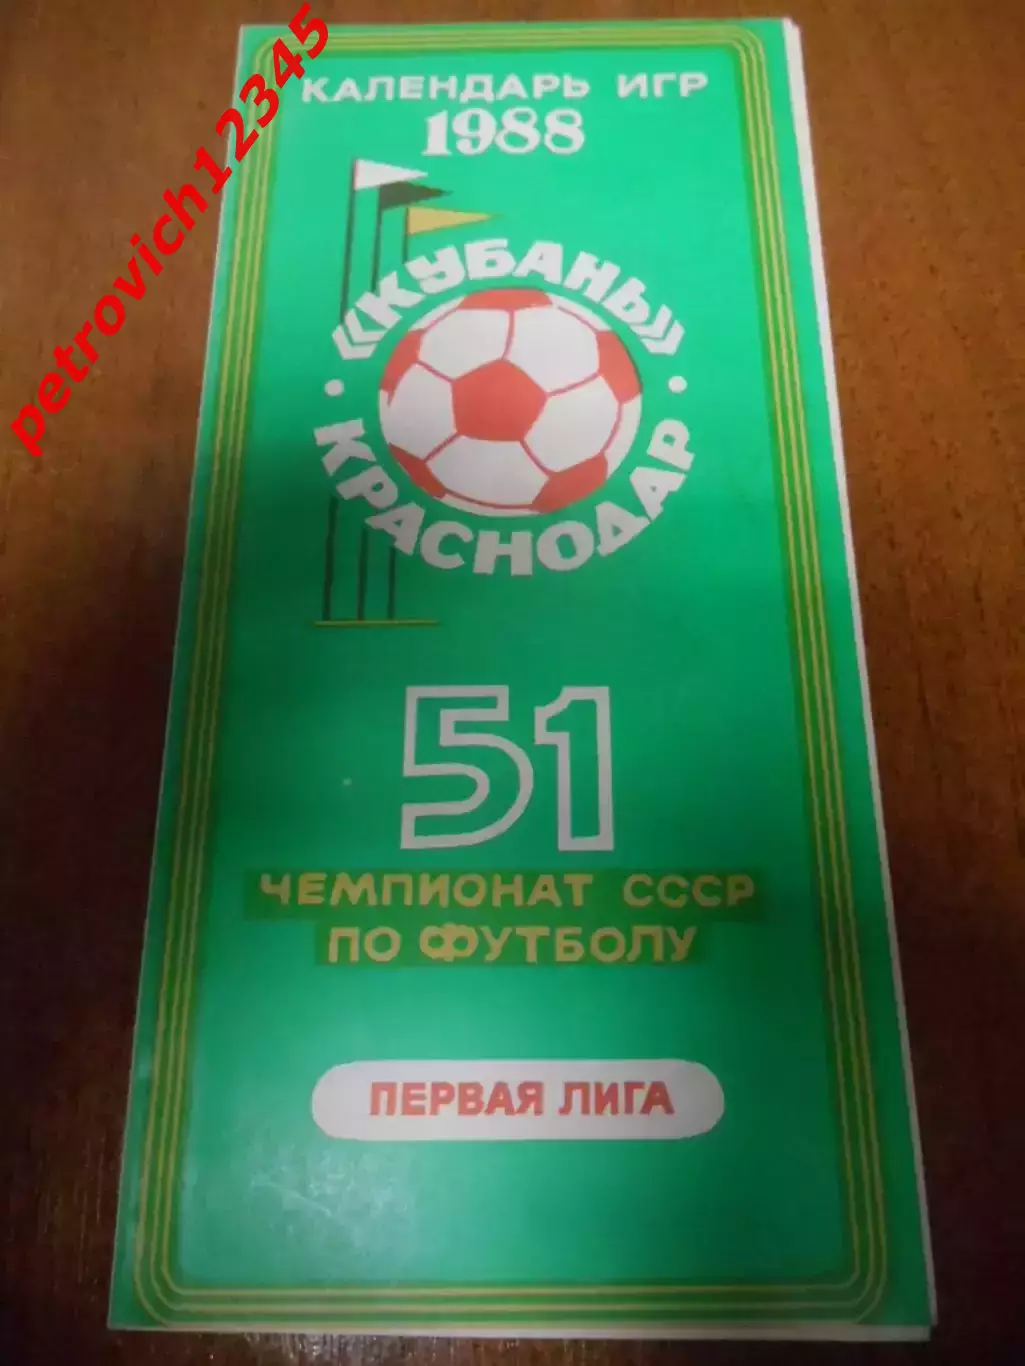 КАЛЕНДАРЬ ИГР
1988
«КУБАНЬ»
• КРАСНОДАР •
51
ЧЕМПИОНАТ СССР
ПО ФУТБОЛУ
ПЕРВАЯ ЛИГА
petrovich12345